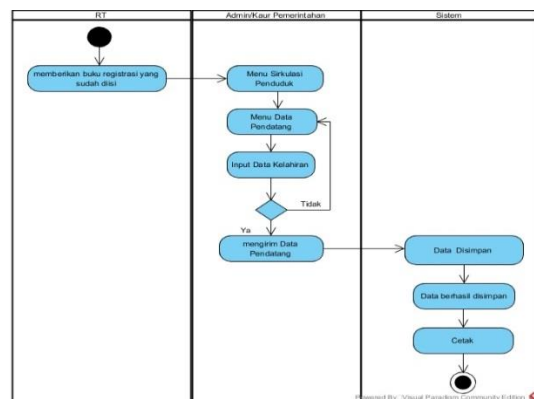 RT
Admin/Kaur Pemerintahan
Sistem
memberikan buku registrasi yang
sudah diisi
Menu Sirkulasi
Penduduk
Menu Data
Pendatang
Input Data Kelahiran
Tidak
Ya
mengirim Data
Pendatang
Data Disimpan
Data berhasil disimpan
Cetak
Powered By Visual Paradigm Community Edition